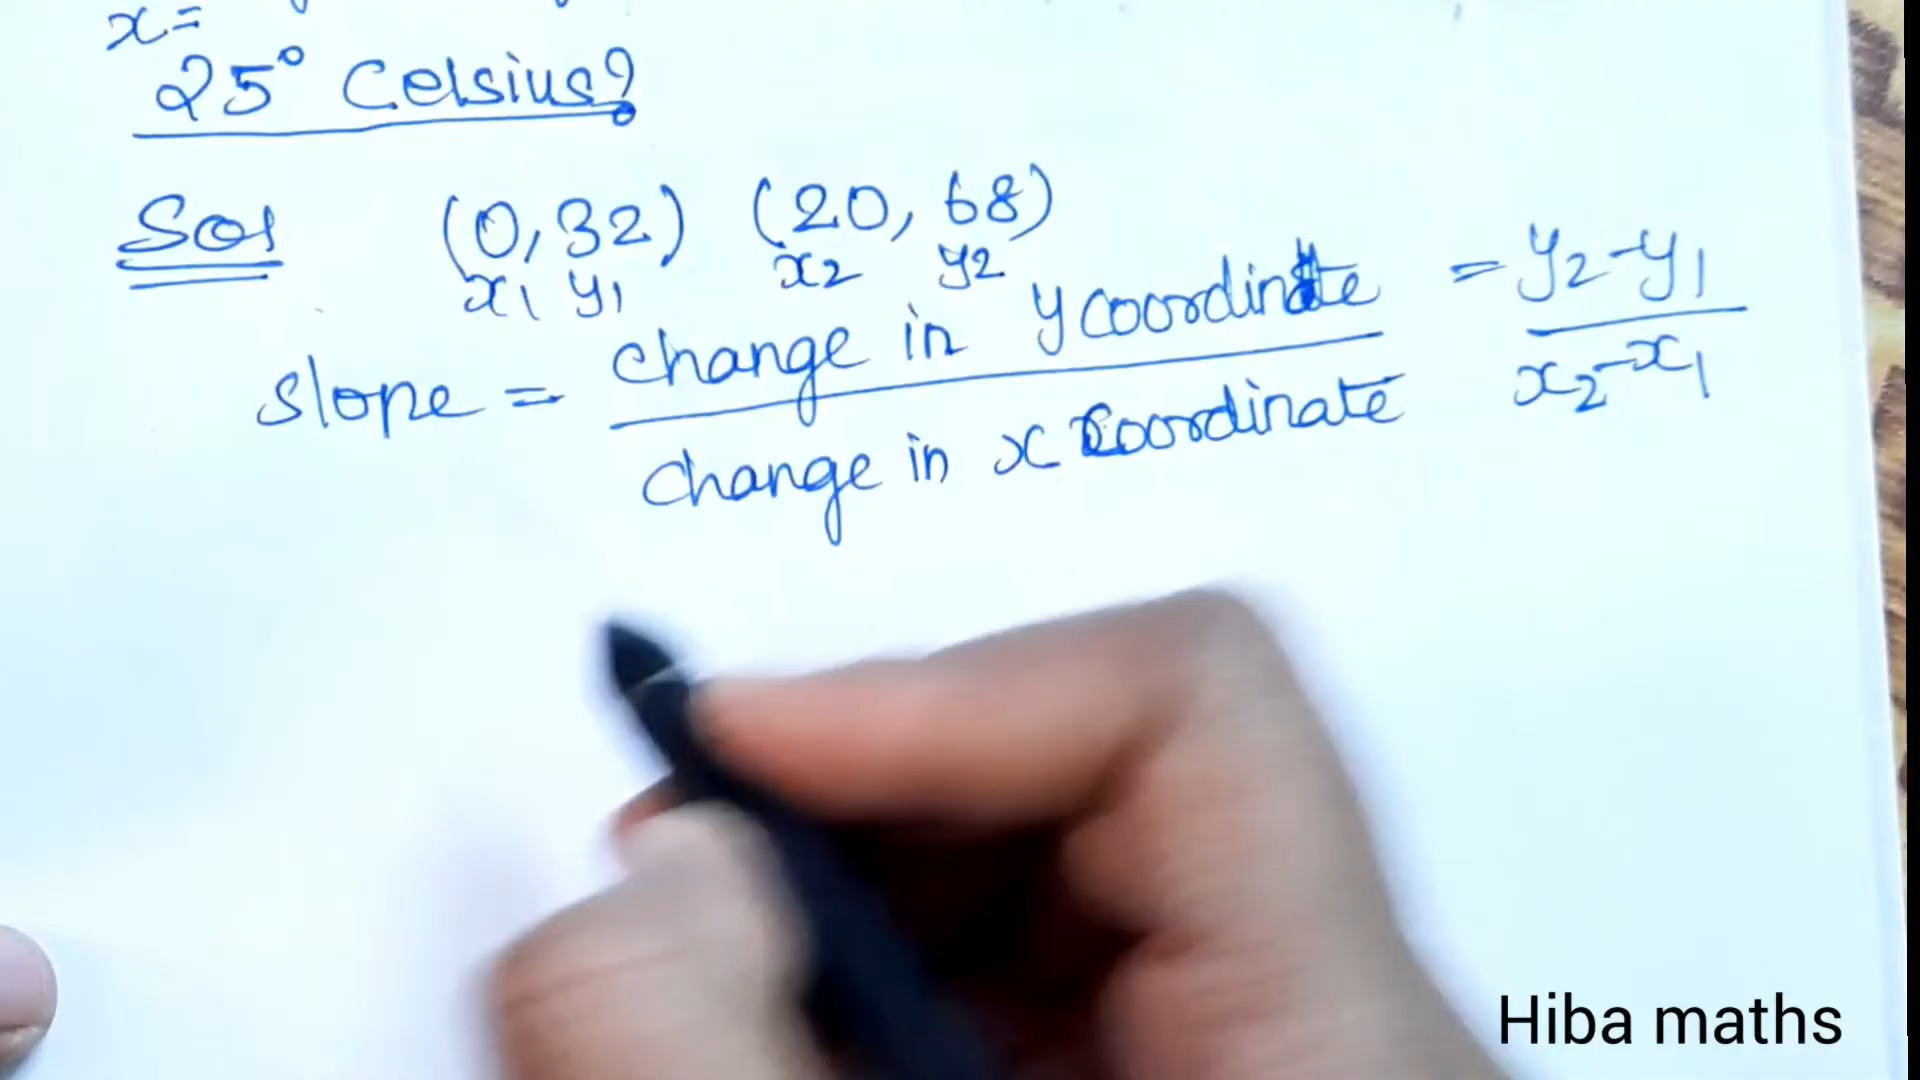 x=
25° Celsius?
Sol (0,32) (20,68)
x1 y1 x2 y2
slope = change in y coordinate / change in x coordinate = y2-y1 / x2-x1
Hiba maths